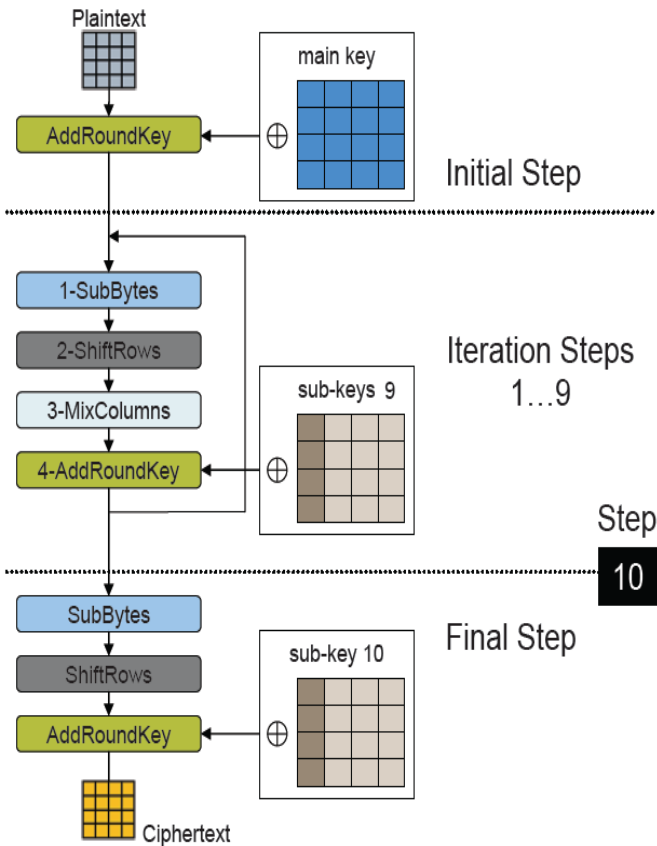 Plaintext
main key
AddRoundKey
Initial Step
1-SubBytes
2-ShiftRows
Iteration Steps
1...9
sub-keys 9
3-MixColumns
4-AddRoundKey
Step
10
SubBytes
Final Step
sub-key 10
ShiftRows
AddRoundKey
Ciphertext